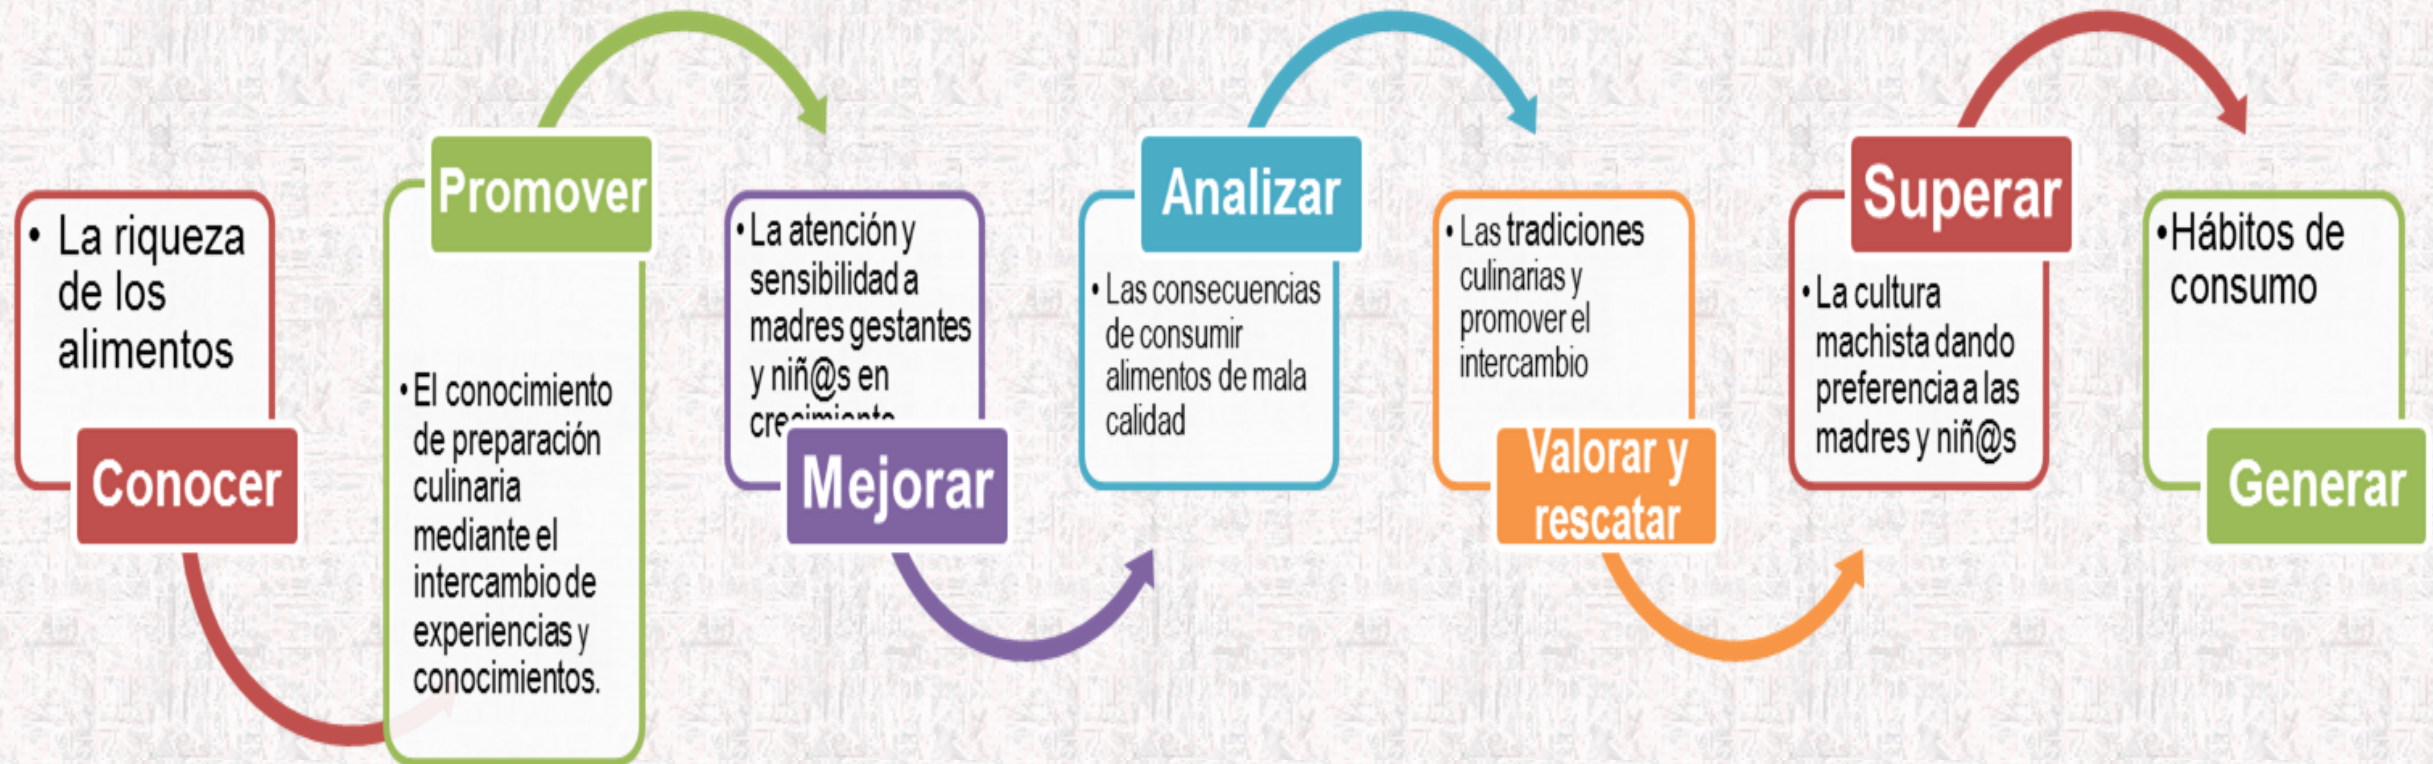 • La riqueza
de los
alimentos
Conocer
Promover
• El conocimiento
de preparación
culinaria
mediante el
intercambio de
experiencias y
conocimientos.
• La atención y
sensibilidad a
madres gestantes
y niñ@s en
crecimiento
Mejorar
Analizar
• Las consecuencias
de consumir
alimentos de mala
calidad
• Las tradiciones
culinarias y
promover el
intercambio
Valorar y
rescatar
Superar
• La cultura
machista dando
preferencia a las
madres y niñ@s
• Hábitos de
consumo
Generar